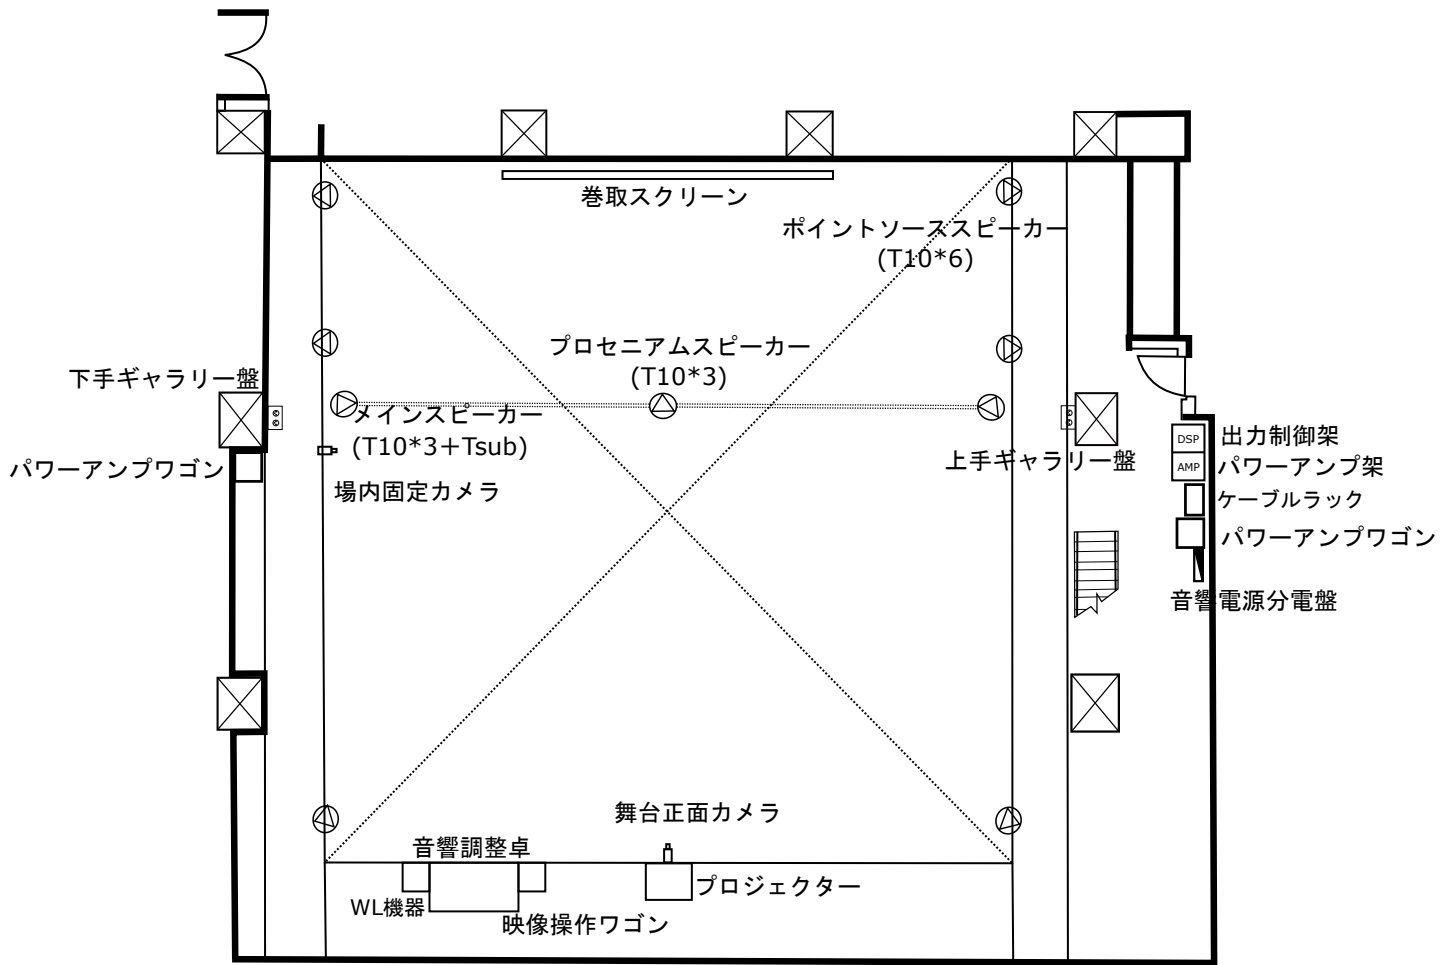 巻取スクリーン
ポイントソーススピーカー
(T10*6)
プロセニアムスピーカー
(T10*3)
下手ギャラリー盤
メインスピーカー
(T10*3+Tsub)
パワーアンプワゴン
場内固定カメラ
上手ギャラリー盤
DSP
出力制御架
AMP
パワーアンプ架
ケーブルラック
パワーアンプワゴン
音響電源分電盤
舞台正面カメラ
音響調整卓
プロジェクター
WL機器
映像操作ワゴン